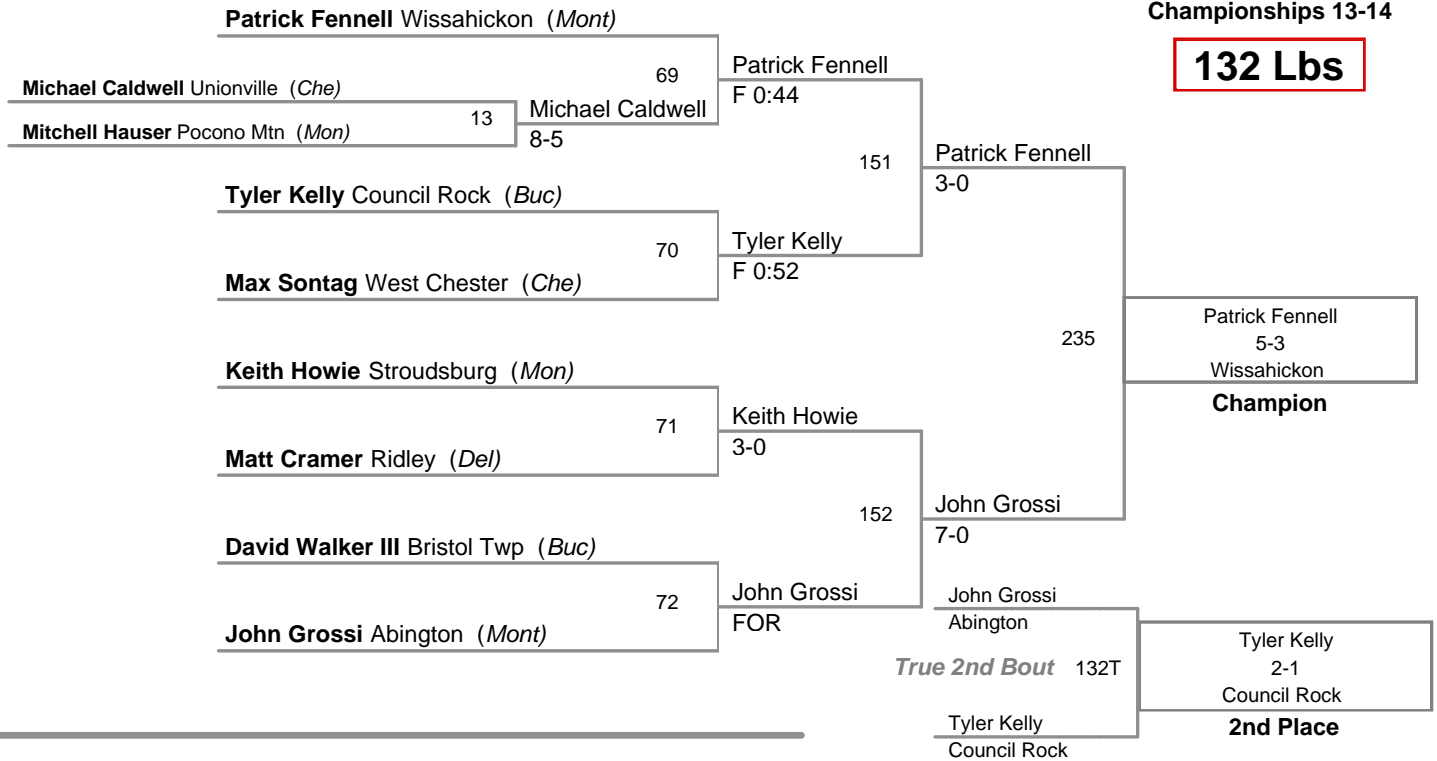 Championships 13-14
132 Lbs
Patrick Fennell Wissahickon (Mont)
69
Patrick Fennell
F 0:44
Michael Caldwell Unionville (Che)
13
Michael Caldwell
8-5
Mitchell Hauser Pocono Mtn (Mon)
151
Patrick Fennell
3-0
Tyler Kelly Council Rock (Buc)
70
Tyler Kelly
F 0:52
Max Sontag West Chester (Che)
235
Patrick Fennell
5-3
Wissahickon
Champion
Keith Howie Stroudsburg (Mon)
71
Keith Howie
3-0
Matt Cramer Ridley (Del)
152
John Grossi
7-0
David Walker III Bristol Twp (Buc)
72
John Grossi
FOR
John Grossi Abington (Mont)
John Grossi
Abington
True 2nd Bout 132T
Tyler Kelly
2-1
Council Rock
2nd Place
Tyler Kelly
Council Rock